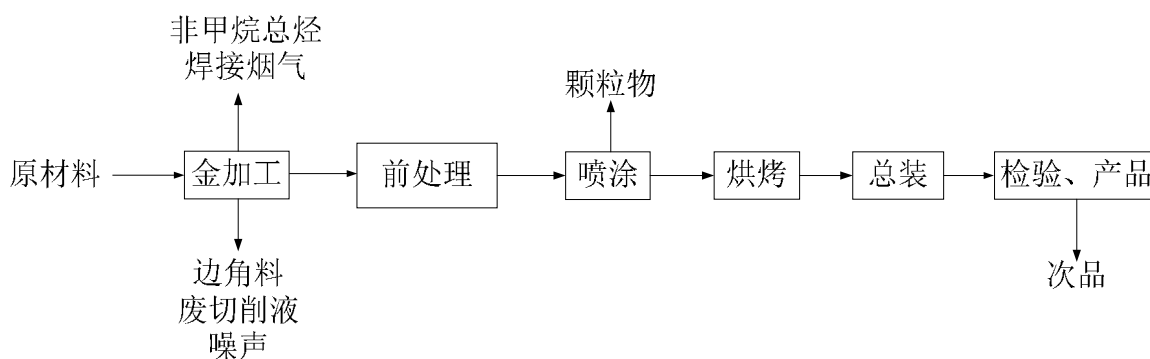 非甲烷总烃
焊接烟气
颗粒物
原材料
金加工
前处理
喷涂
烘烤
总装
检验、产品
边角料
废切削液
噪声
次品